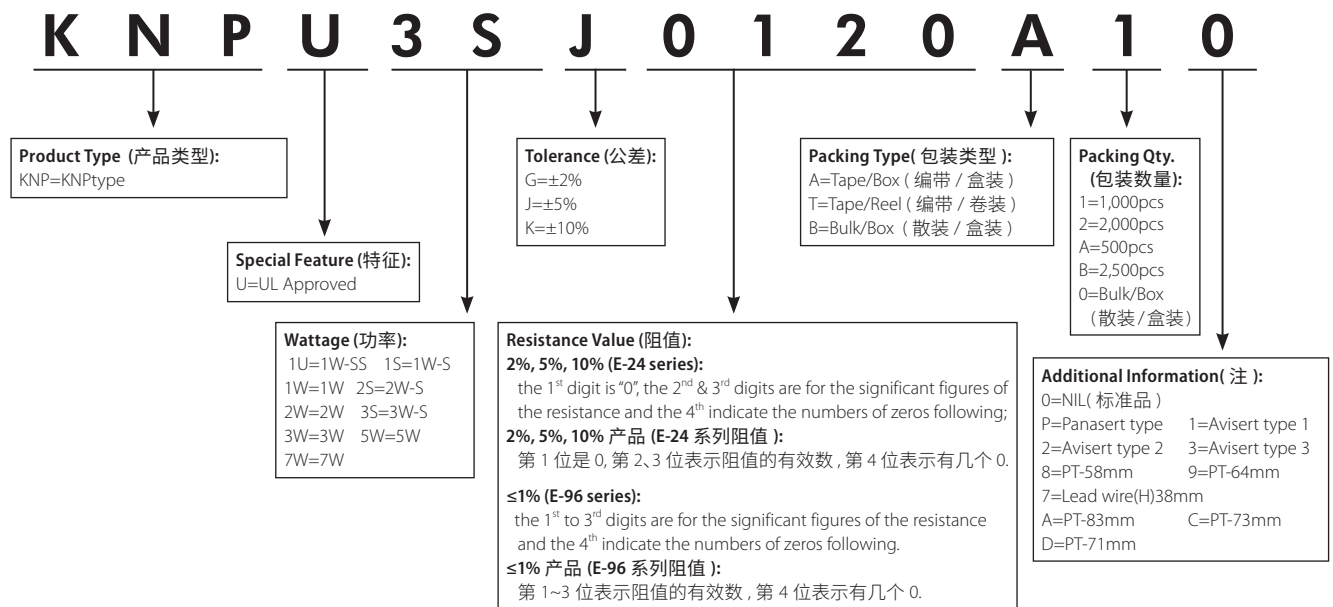 K N P U 3 S J 0 1 2 0 A 1 0
Product Type (产品类型):
KNP=KNPtype
Special Feature (特征):
U=UL Approved
Wattage (功率):
1U=1W-SS 1S=1W-S
1W=1W 2S=2W-S
2W=2W 3S=3W-S
3W=3W 5W=5W
7W=7W
Tolerance (公差):
G=±2%
J=±5%
K=±10%
Resistance Value (阻值):
2%, 5%, 10% (E-24 series):
the 1st digit is "0", the 2nd & 3rd digits are for the significant figures of
the resistance and the 4th indicate the numbers of zeros following;
2%, 5%, 10% 产品 (E-24 系列阻值 ):
第 1 位是 0, 第 2、3 位表示阻值的有效数 , 第 4 位表示有几个 0.
≤1% (E-96 series):
the 1st to 3rd digits are for the significant figures of the resistance
and the 4th indicate the numbers of zeros following.
≤1% 产品 (E-96 系列阻值 ):
第 1~3 位表示阻值的有效数 , 第 4 位表示有几个 0.
Packing Type( 包装类型 ):
A=Tape/Box ( 编带 / 盒装 )
T=Tape/Reel ( 编带 / 卷装 )
B=Bulk/Box ( 散装 / 盒装 )
Packing Qty.
(包装数量):
1=1,000pcs
2=2,000pcs
A=500pcs
B=2,500pcs
0=Bulk/Box
(散装/盒装)
Additional Information( 注 ):
0=NIL( 标准品 )
P=Panasert type 1=Avisert type 1
2=Avisert type 2 3=Avisert type 3
8=PT-58mm 9=PT-64mm
7=Lead wire(H)38mm
A=PT-83mm C=PT-73mm
D=PT-71mm